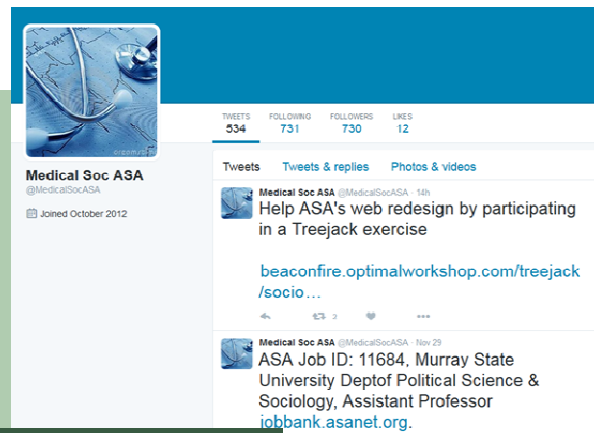 TWEETS FOLLOWING FOLLOWERS LIKES
534 731 730 12
Medical Soc ASA
@MedicalSocASA
Joined October 2012
Tweets Tweets & replies Photos & videos
Medical Soc ASA @MedicalSocASA · 14h
Help ASA's web redesign by participating
in a Treejack exercise
beaconfire.optimalworkshop.com/treejack
/socio…
2
Medical Soc ASA @MedicalSocASA · Nov 29
ASA Job ID: 11684, Murray State
University Deptof Political Science &
Sociology, Assistant Professor
jobbank.asanet.org.